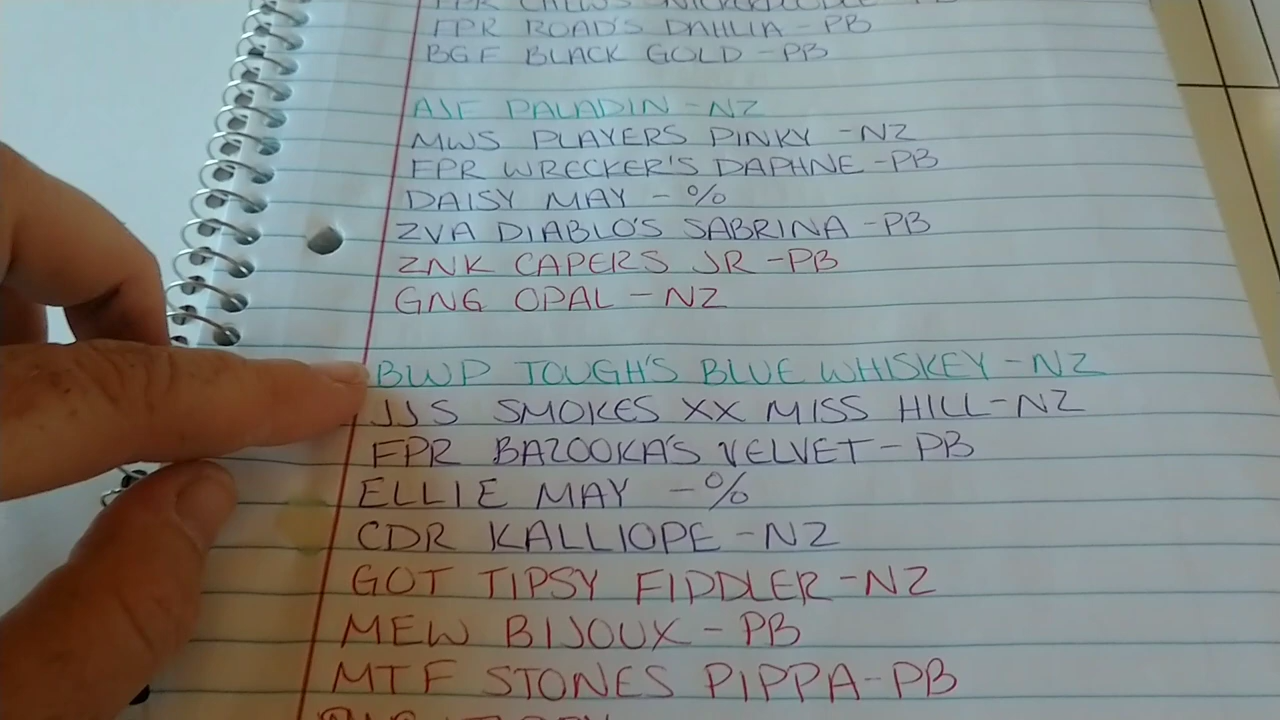 FPR ROAD'S DAHLIA - PB
BGF BLACK GOLD - PB
AJF PALADIN - NZ
MWS PLAYERS PINKY - NZ
FPR WRECKER'S DAPHNE - PB
DAISY MAY - %
ZVA DIABLO'S SABRINA - PB
ZNK CAPERS JR - PB
GNG OPAL - NZ
BWP TOUGH'S BLUE WHISKEY - NZ
JJS SMOKES XX MISS HILL - NZ
FPR BAZOOKA'S VELVET - PB
ELLIE MAY - %
CDR KALLIOPE - NZ
GOT TIPSY FIDDLER - NZ
MEW BIJOUX - PB
MTF STONES PIPPA - PB